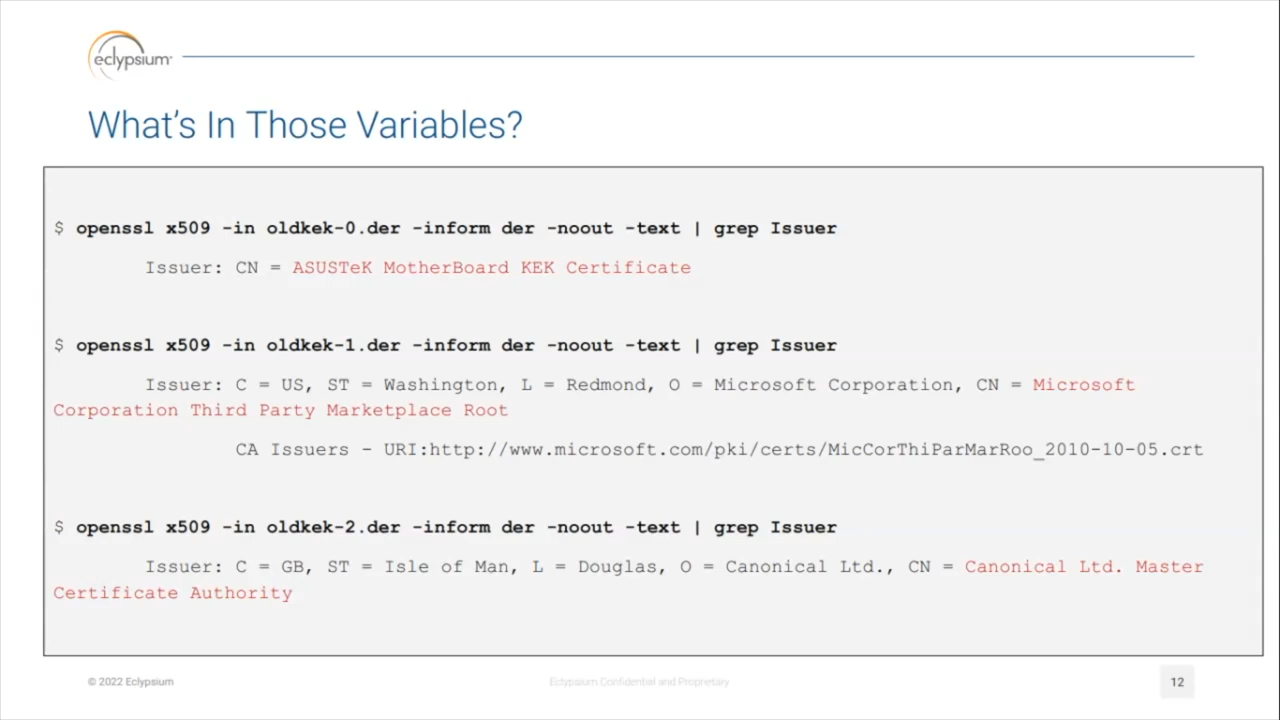 eclypsium
What's In Those Variables?
$ openssl x509 -in oldkek-0.der -inform der -noout -text | grep Issuer
Issuer: CN = ASUSTeK MotherBoard KEK Certificate
$ openssl x509 -in oldkek-1.der -inform der -noout -text | grep Issuer
Issuer: C = US, ST = Washington, L = Redmond, O = Microsoft Corporation, CN = Microsoft
Corporation Third Party Marketplace Root
CA Issuers - URI:http://www.microsoft.com/pki/certs/MicCorThiParMarRoo_2010-10-05.crt
$ openssl x509 -in oldkek-2.der -inform der -noout -text | grep Issuer
Issuer: C = GB, ST = Isle of Man, L = Douglas, O = Canonical Ltd., CN = Canonical Ltd. Master
Certificate Authority
© 2022 Eclypsium
Eclypsium Confidential and Proprietary
12